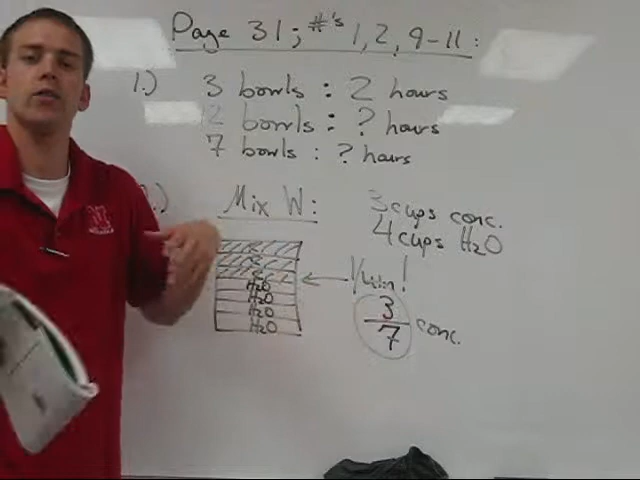 Page 31; #'s 1, 2, 9-11:
1.) 3 bowls : 2 hours
2 bowls : ? hours
7 bowls : ? hours
2.) Mix W:
3 cups conc.
4 cups H2O
H2O
H2O
H2O
H2O
3/7 conc.
N